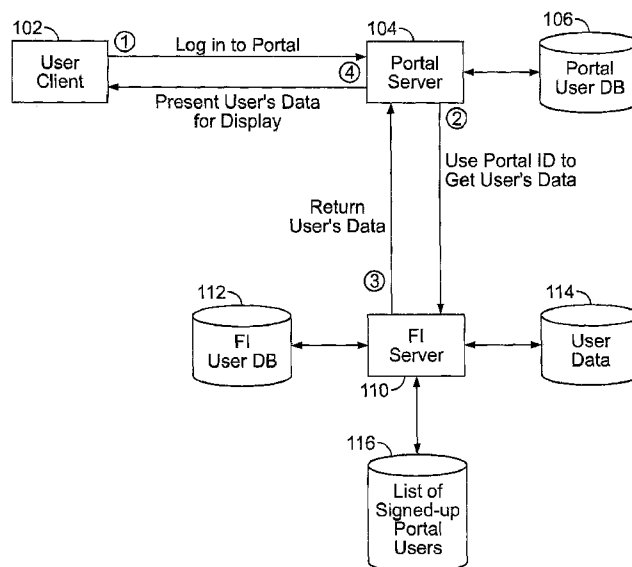 102
User
Client
①
Log in to Portal
④
Present User's Data
for Display
104
Portal
Server
106
Portal
User DB
②
Use Portal ID to
Get User's Data
Return
User's Data
③
112
FI
User DB
FI
Server
110
114
User
Data
116
List of
Signed-up
Portal
Users